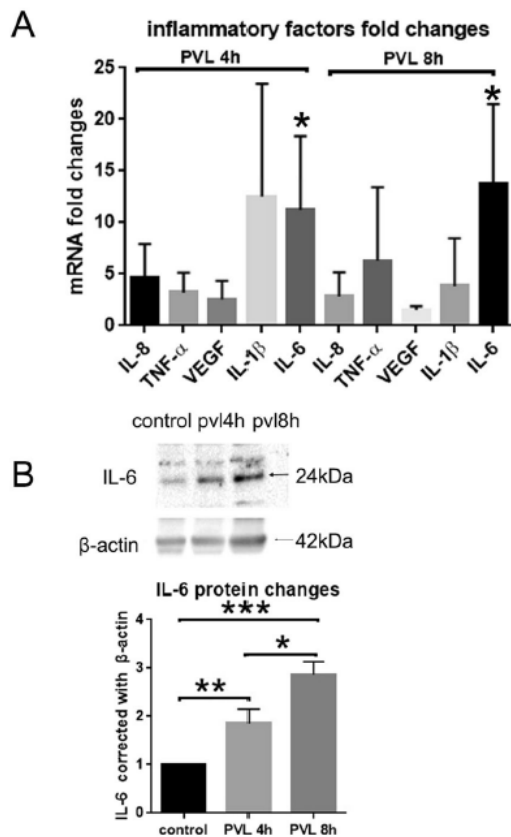 A
inflammatory factors fold changes
PVL 4h PVL 8h
mRNA fold changes
25
20
15
10
5
0
* *
IL-8 TNF-α VEGF IL-1β IL-6 IL-8 TNF-α VEGF IL-1β IL-6
B
control pvl4h pvl8h
IL-6 24kDa
β-actin 42kDa
IL-6 protein changes
IL-6 corrected with β-actin
4
3
2
1
0
***
** *
control PVL 4h PVL 8h